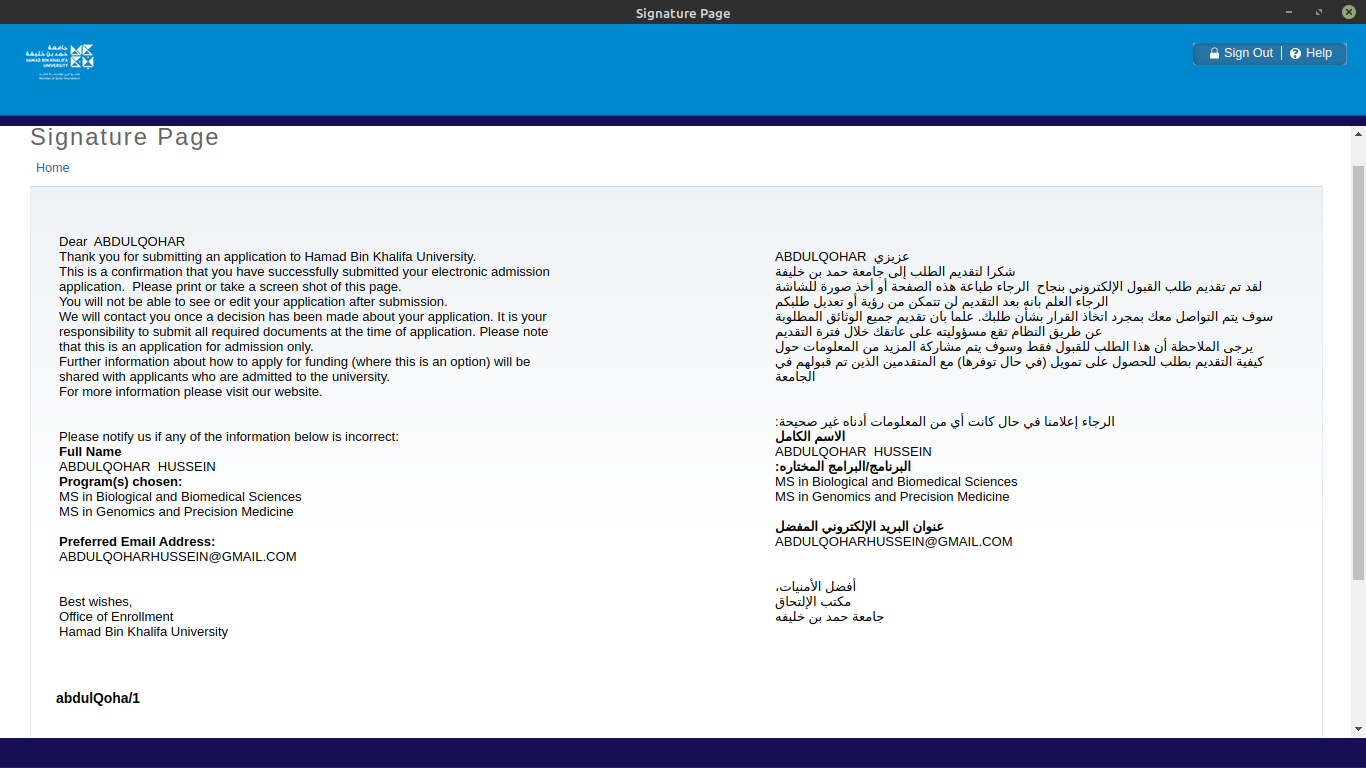 Signature Page
جامعة
حمد بن خليفة
HAMAD BIN KHALIFA
UNIVERSITY
Member of Qatar Foundation
Sign Out | Help
Signature Page
Home
Dear ABDULQOHAR
Thank you for submitting an application to Hamad Bin Khalifa University.
This is a confirmation that you have successfully submitted your electronic admission
application. Please print or take a screen shot of this page.
You will not be able to see or edit your application after submission.
We will contact you once a decision has been made about your application. It is your
responsibility to submit all required documents at the time of application. Please note
that this is an application for admission only.
Further information about how to apply for funding (where this is an option) will be
shared with applicants who are admitted to the university.
For more information please visit our website.
Please notify us if any of the information below is incorrect:
Full Name
ABDULQOHAR HUSSEIN
Program(s) chosen:
MS in Biological and Biomedical Sciences
MS in Genomics and Precision Medicine
Preferred Email Address:
ABDULQOHARHUSSEIN@GMAIL.COM
Best wishes,
Office of Enrollment
Hamad Bin Khalifa University
عزيزي ABDULQOHAR
شكرا لتقديم الطلب إلى جامعة حمد بن خليفة
لقد تم تقديم طلب القبول الإلكتروني بنجاح الرجاء طباعة هذه الصفحة أو أخذ صورة للشاشة
الرجاء العلم بانه بعد التقديم لن تتمكن من رؤية أو تعديل طلبكم
سوف يتم التواصل معك بمجرد اتخاذ القرار بشأن طلبك. علما بان تقديم جميع الوثائق المطلوبة
عن طريق النظام تقع مسؤوليته على عاتقك خلال فترة التقديم
يرجى الملاحظة أن هذا الطلب للقبول فقط وسوف يتم مشاركة المزيد من المعلومات حول
كيفية التقديم بطلب للحصول على تمويل (في حال توفرها) مع المتقدمين الذين تم قبولهم في
الجامعة
الرجاء إعلامنا في حال كانت أي من المعلومات أدناه غير صحيحة:
الاسم الكامل
ABDULQOHAR HUSSEIN
البرنامج/البرامج المختاره:
MS in Biological and Biomedical Sciences
MS in Genomics and Precision Medicine
عنوان البريد الإلكتروني المفضل
ABDULQOHARHUSSEIN@GMAIL.COM
أفضل الأمنيات،
مكتب الإلتحاق
جامعة حمد بن خليفه
abdulQoha/1